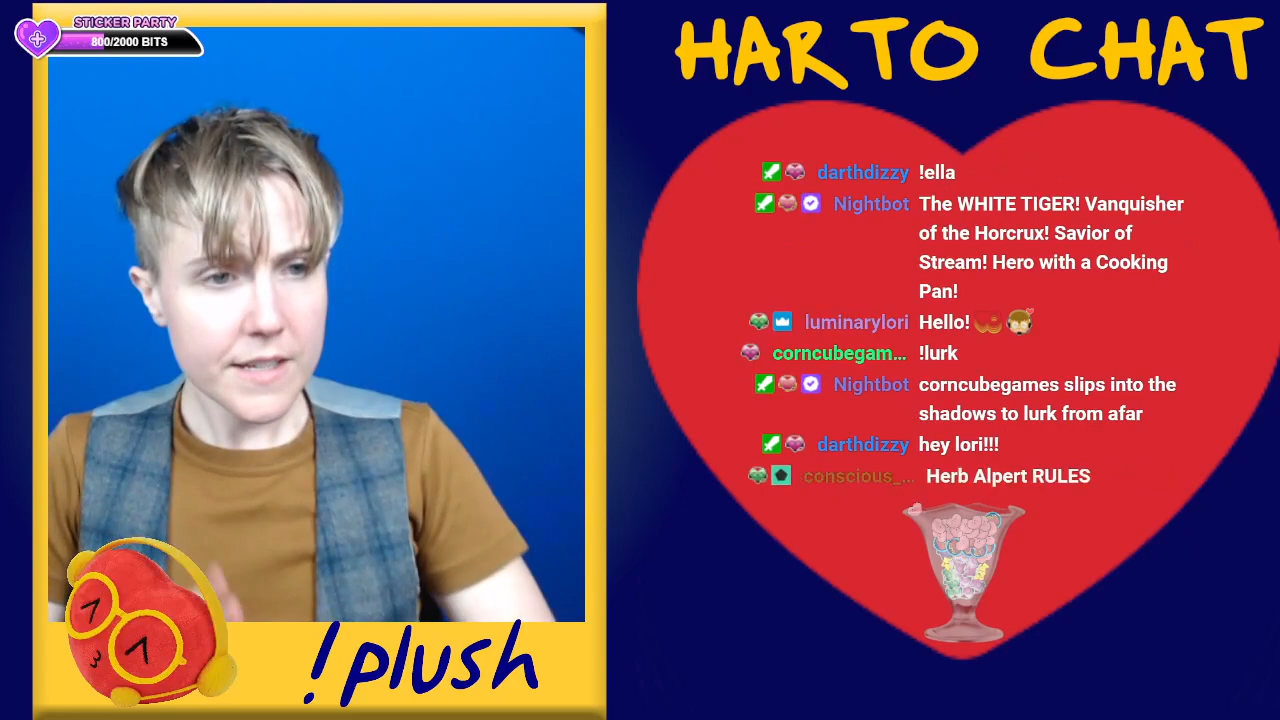 STICKER PARTY
800/2000 BITS
HARTO CHAT
darthdizzy !ella
Nightbot The WHITE TIGER! Vanquisher
of the Horcrux! Savior of
Stream! Hero with a Cooking
Pan!
luminarylori Hello!
corncubegam... !lurk
Nightbot corncubegames slips into the
shadows to lurk from afar
darthdizzy hey lori!!!
conscious_... Herb Alpert RULES
!plush